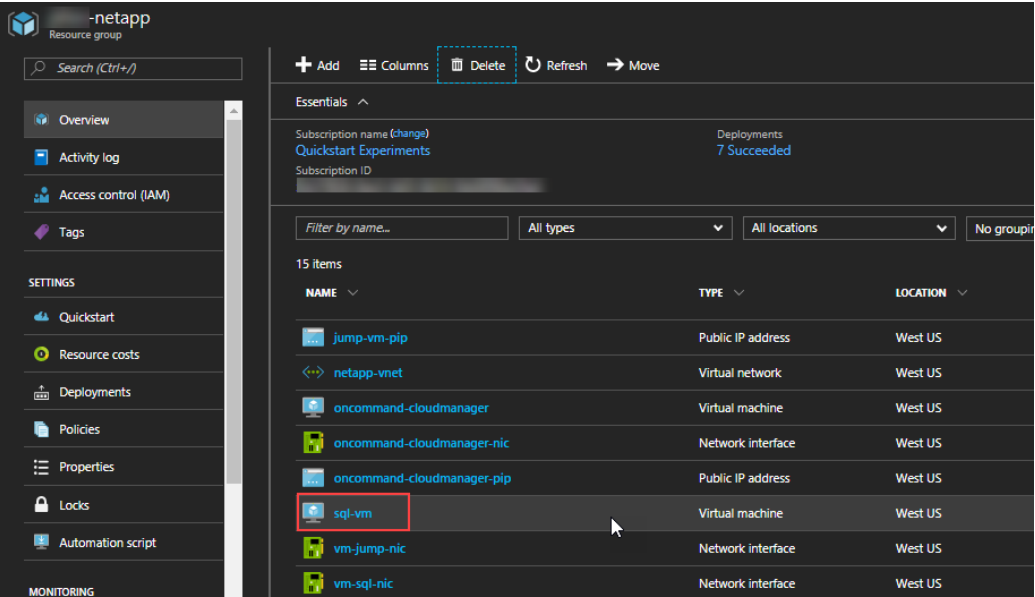 -netapp
Resource group
Search (Ctrl+/)
Overview
Activity log
Access control (IAM)
Tags
SETTINGS
Quickstart
Resource costs
Deployments
Policies
Properties
Locks
Automation script
MONITORING
Add Columns Delete Refresh Move
Essentials
Subscription name (change) Deployments
Quickstart Experiments 7 Succeeded
Subscription ID
Filter by name... All types All locations No groupin
15 items
NAME TYPE LOCATION
jump-vm-pip Public IP address West US
netapp-vnet Virtual network West US
oncommand-cloudmanager Virtual machine West US
oncommand-cloudmanager-nic Network interface West US
oncommand-cloudmanager-pip Public IP address West US
sql-vm Virtual machine West US
vm-jump-nic Network interface West US
vm-sql-nic Network interface West US